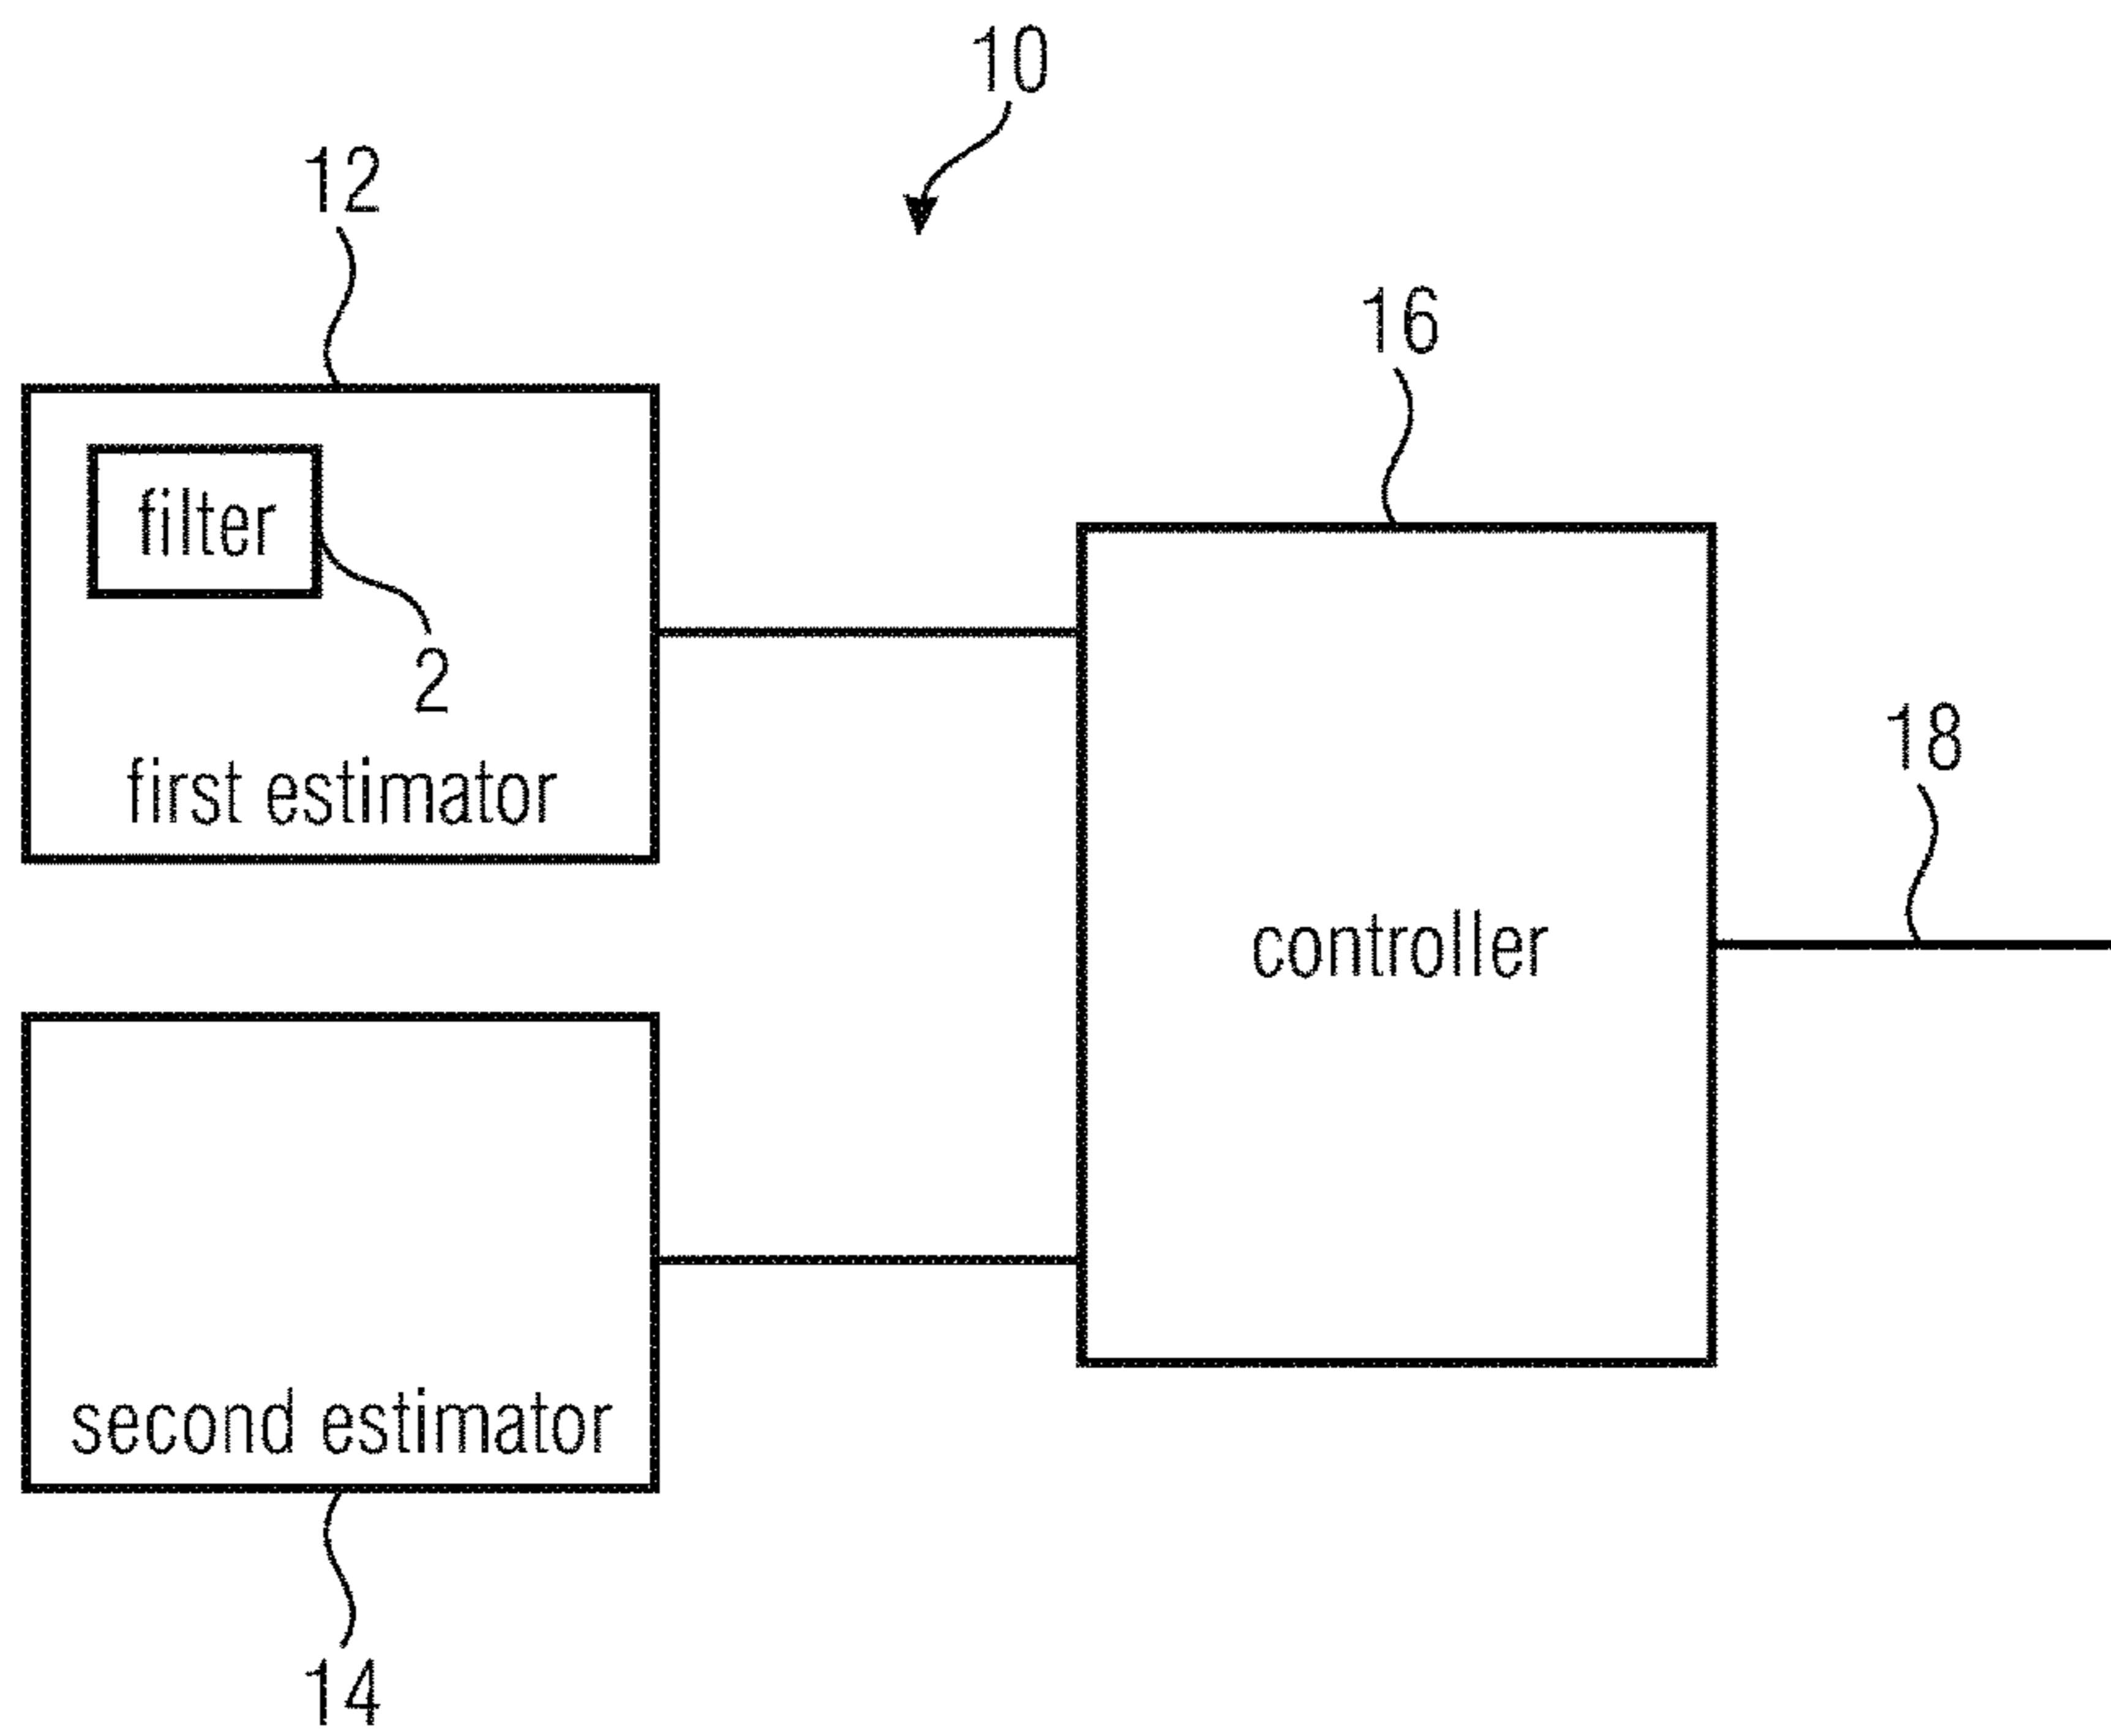 10
12
16
filter
2
18
first estimator
controller
second estimator
14